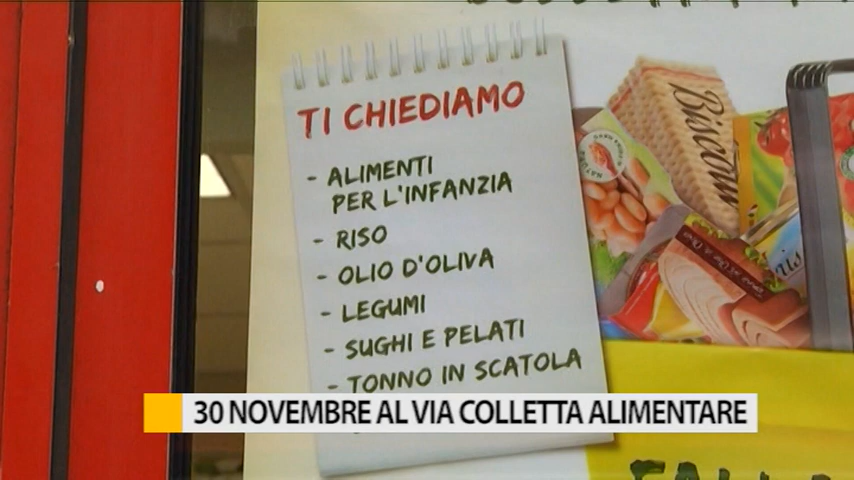 TI CHIEDIAMO
- ALIMENTI
PER L'INFANZIA
- RISO
- OLIO D'OLIVA
- LEGUMI
- SUGHI E PELATI
- TONNO IN SCATOLA
30 NOVEMBRE AL VIA COLLETTA ALIMENTARE